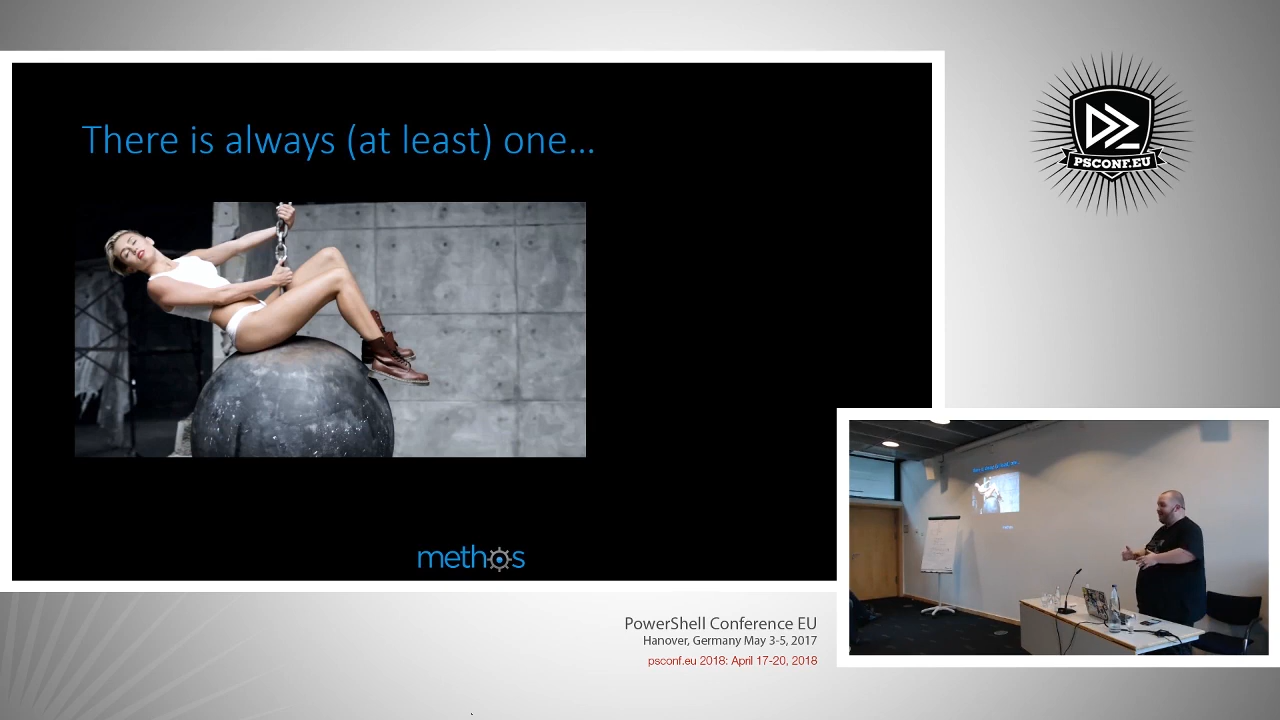 There is always (at least) one...
PSCONF.EU
methos
PowerShell Conference EU
Hanover, Germany May 3-5, 2017
psconf.eu 2018: April 17-20, 2018